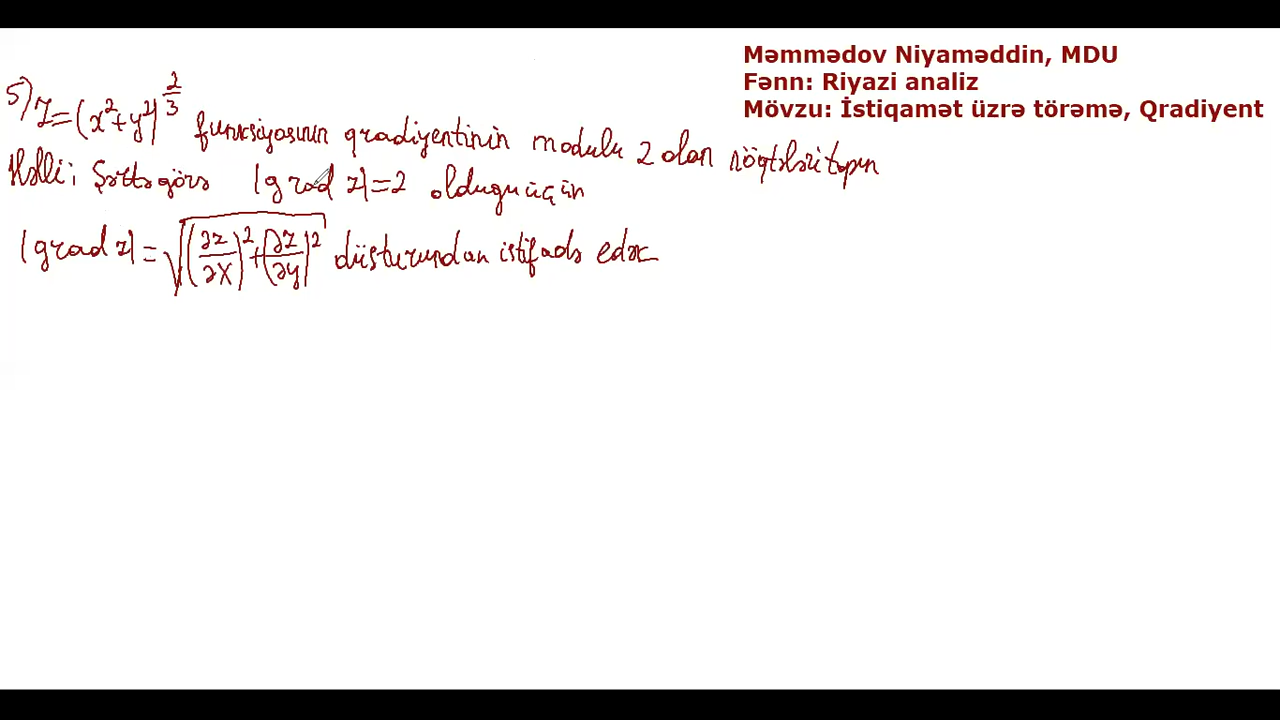 Məmmədov Niyaməddin, MDU
Fənn: Riyazi analiz
Mövzu: İstiqamət üzrə törəmə, Qradiyent
5) Z=(x²+y²)^(2/3) funksiyasının qradiyentinin modulu 2 olan nöqtələri tapın
Həlli: Şərtə görə |grad z|=2 olduğu üçün
|grad z|=√((∂z/∂x)²+(∂z/∂y)²) düsturundan istifadə edək